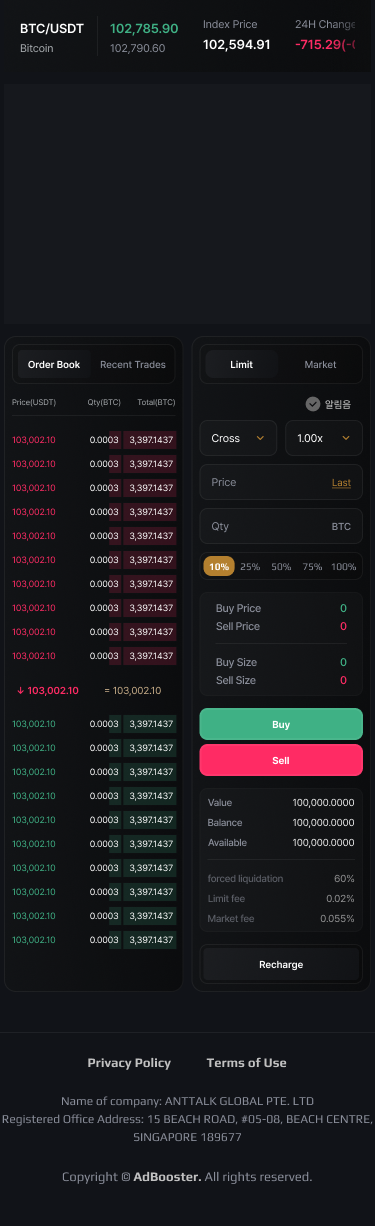 BTC/USDT 102,785.90 Index Price 24H Change
Bitcoin 102,790.60 102,594.91 -715.29(-0
Order Book Recent Trades
Price(USDT) Qty(BTC) Total(BTC)
103,002.10 0.0003 3,397.1437
103,002.10 0.0003 3,397.1437
103,002.10 0.0003 3,397.1437
103,002.10 0.0003 3,397.1437
103,002.10 0.0003 3,397.1437
103,002.10 0.0003 3,397.1437
103,002.10 0.0003 3,397.1437
103,002.10 0.0003 3,397.1437
103,002.10 0.0003 3,397.1437
103,002.10 0.0003 3,397.1437
↓ 103,002.10 = 103,002.10
103,002.10 0.0003 3,397.1437
103,002.10 0.0003 3,397.1437
103,002.10 0.0003 3,397.1437
103,002.10 0.0003 3,397.1437
103,002.10 0.0003 3,397.1437
103,002.10 0.0003 3,397.1437
103,002.10 0.0003 3,397.1437
103,002.10 0.0003 3,397.1437
103,002.10 0.0003 3,397.1437
103,002.10 0.0003 3,397.1437
Limit Market
알림음
Cross 1.00x
Price Last
Qty BTC
10% 25% 50% 75% 100%
Buy Price 0
Sell Price 0
Buy Size 0
Sell Size 0
Buy
Sell
Value 100,000.0000
Balance 100,000.0000
Available 100,000.0000
forced liquidation 60%
Limit fee 0.02%
Market fee 0.055%
Recharge
Privacy Policy Terms of Use
Name of company: ANTTALK GLOBAL PTE. LTD
Registered Office Address: 15 BEACH ROAD, #05-08, BEACH CENTRE,
SINGAPORE 189677
Copyright © AdBooster. All rights reserved.